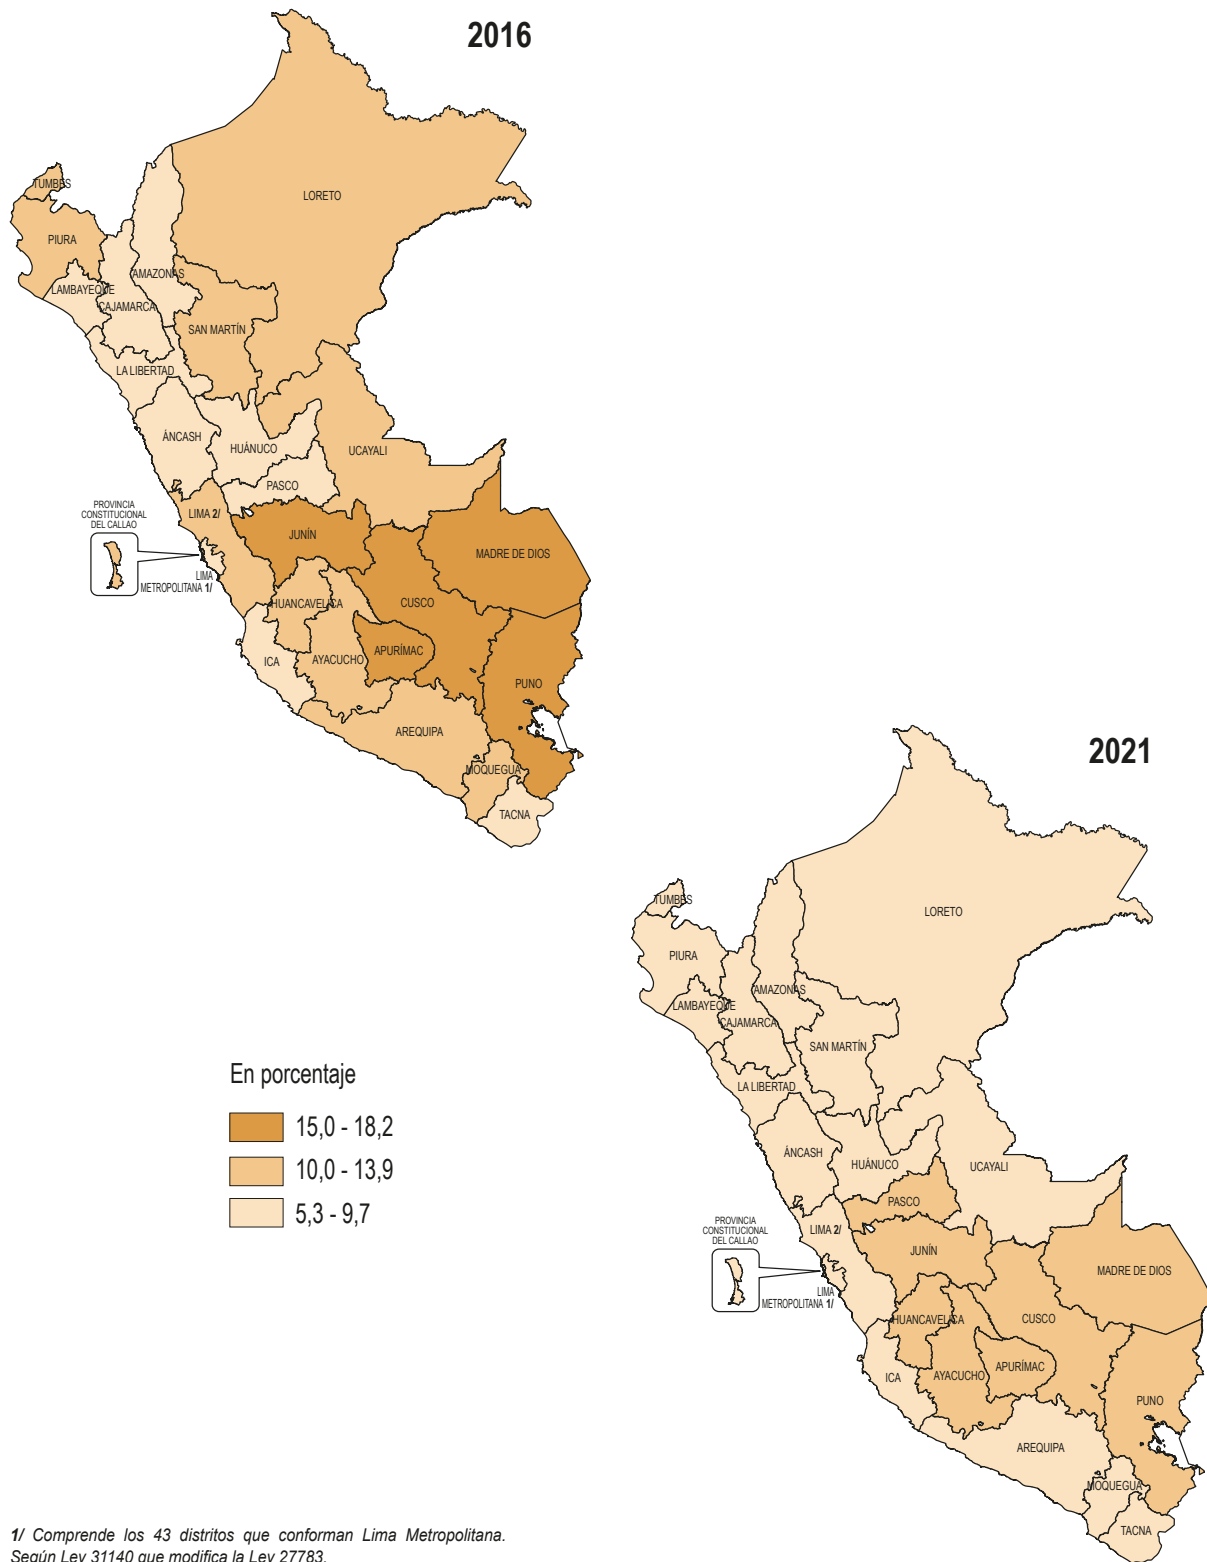 2016
TUMBES
LORETO
PIURA
AMAZONAS
LAMBAYEQUE
CAJAMARCA
SAN MARTÍN
LA LIBERTAD
ÁNCASH
HUÁNUCO
UCAYALI
PASCO
PROVINCIA
CONSTITUCIONAL
DEL CALLAO
LIMA 2/
JUNÍN
MADRE DE DIOS
LIMA
METROPOLITANA 1/
HUANCAVELICA
CUSCO
ICA
AYACUCHO
APURÍMAC
PUNO
AREQUIPA
MOQUEGUA
TACNA
2021
TUMBES
LORETO
PIURA
AMAZONAS
LAMBAYEQUE
CAJAMARCA
SAN MARTÍN
LA LIBERTAD
ÁNCASH
HUÁNUCO
UCAYALI
PASCO
PROVINCIA
CONSTITUCIONAL
DEL CALLAO
LIMA 2/
JUNÍN
MADRE DE DIOS
LIMA
METROPOLITANA 1/
HUANCAVELICA
CUSCO
ICA
AYACUCHO
APURÍMAC
PUNO
AREQUIPA
MOQUEGUA
TACNA
En porcentaje
15,0 - 18,2
10,0 - 13,9
5,3 - 9,7
1/ Comprende los 43 distritos que conforman Lima Metropolitana.
Según Ley 31140 que modifica la Ley 27783.